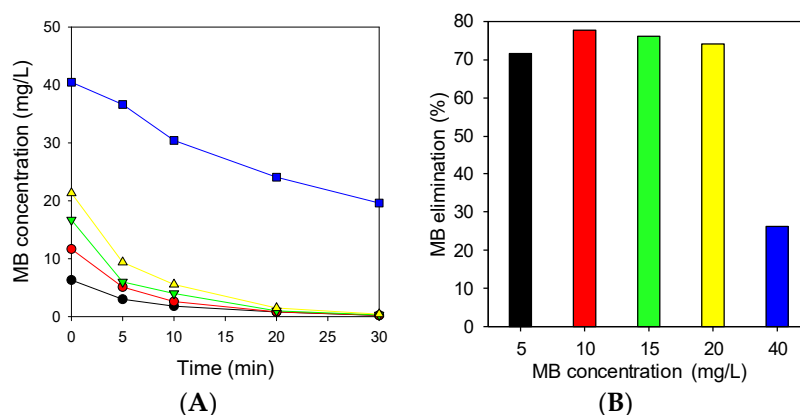 MB concentration (mg/L)
50
40
30
20
10
0
0 5 10 15 20 25 30
Time (min)
(A)
MB elimination (%)
80
70
60
50
40
30
20
10
0
5 10 15 20 40
MB concentration (mg/L)
(B)